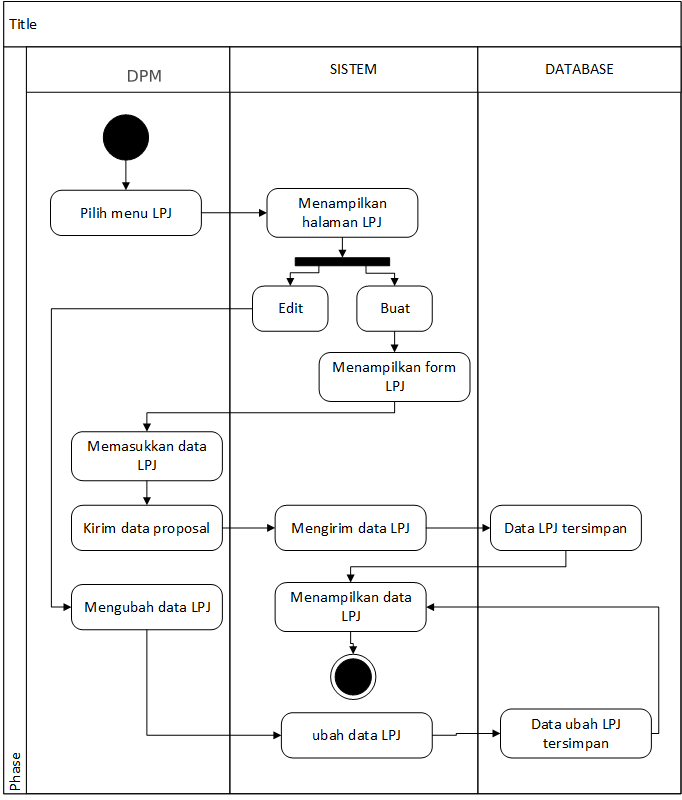 Title
DPM
SISTEM
DATABASE
Pilih menu LPJ
Menampilkan
halaman LPJ
Edit
Buat
Menampilkan form
LPJ
Memasukkan data
LPJ
Kirim data proposal
Mengirim data LPJ
Data LPJ tersimpan
Mengubah data LPJ
Menampilkan data
LPJ
ubah data LPJ
Data ubah LPJ
tersimpan
Phase